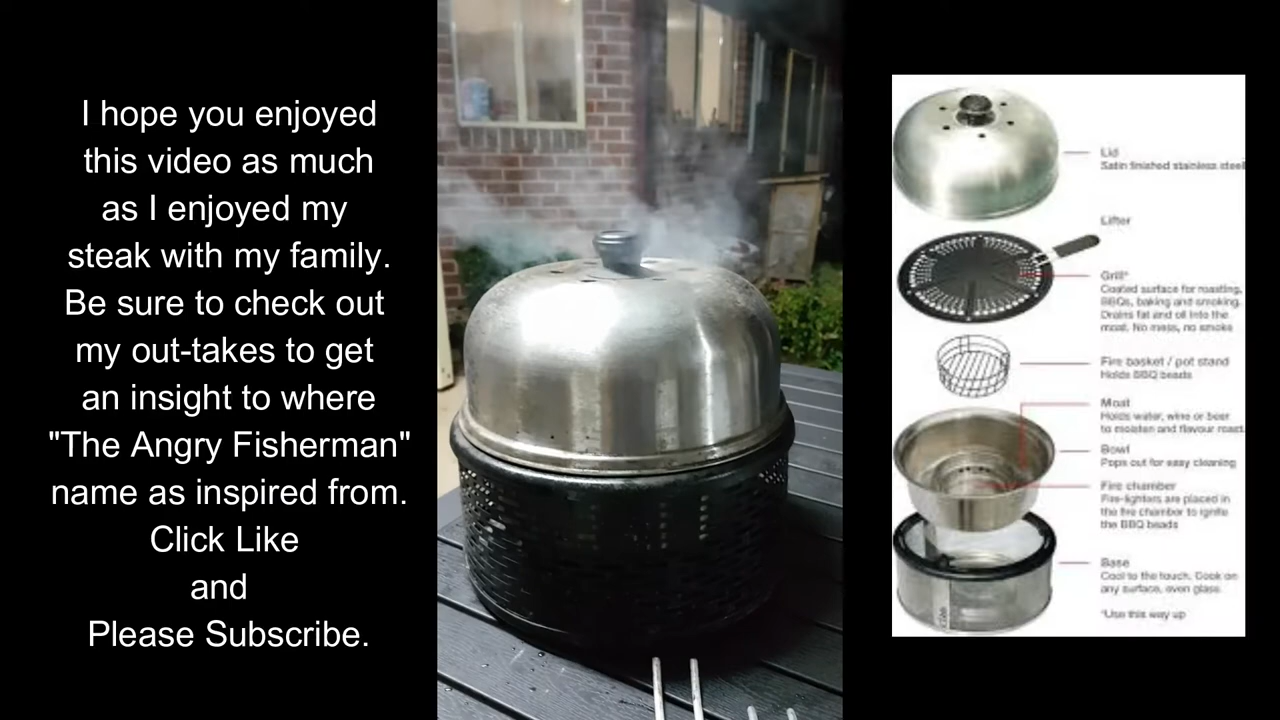 I hope you enjoyed
this video as much
as I enjoyed my
steak with my family.
Be sure to check out
my out-takes to get
an insight to where
"The Angry Fisherman"
name as inspired from.
Click Like
and
Please Subscribe.
Lid
Satin finished stainless steel
Lifter
Grill*
Coated surface for roasting,
BBQs, baking and smoking.
Drains fat and oil into the
moat. No mess, no smoke
Fire basket / pot stand
Holds BBQ beads
Moat
Holds water, wine or beer
to moisten and flavour roast.
Bowl
Pops out for easy cleaning
Fire chamber
Fire-lighters are placed in
the fire chamber to ignite
the BBQ beads
Base
Cool to the touch. Cook on
any surface, even glass.
*Use this way up